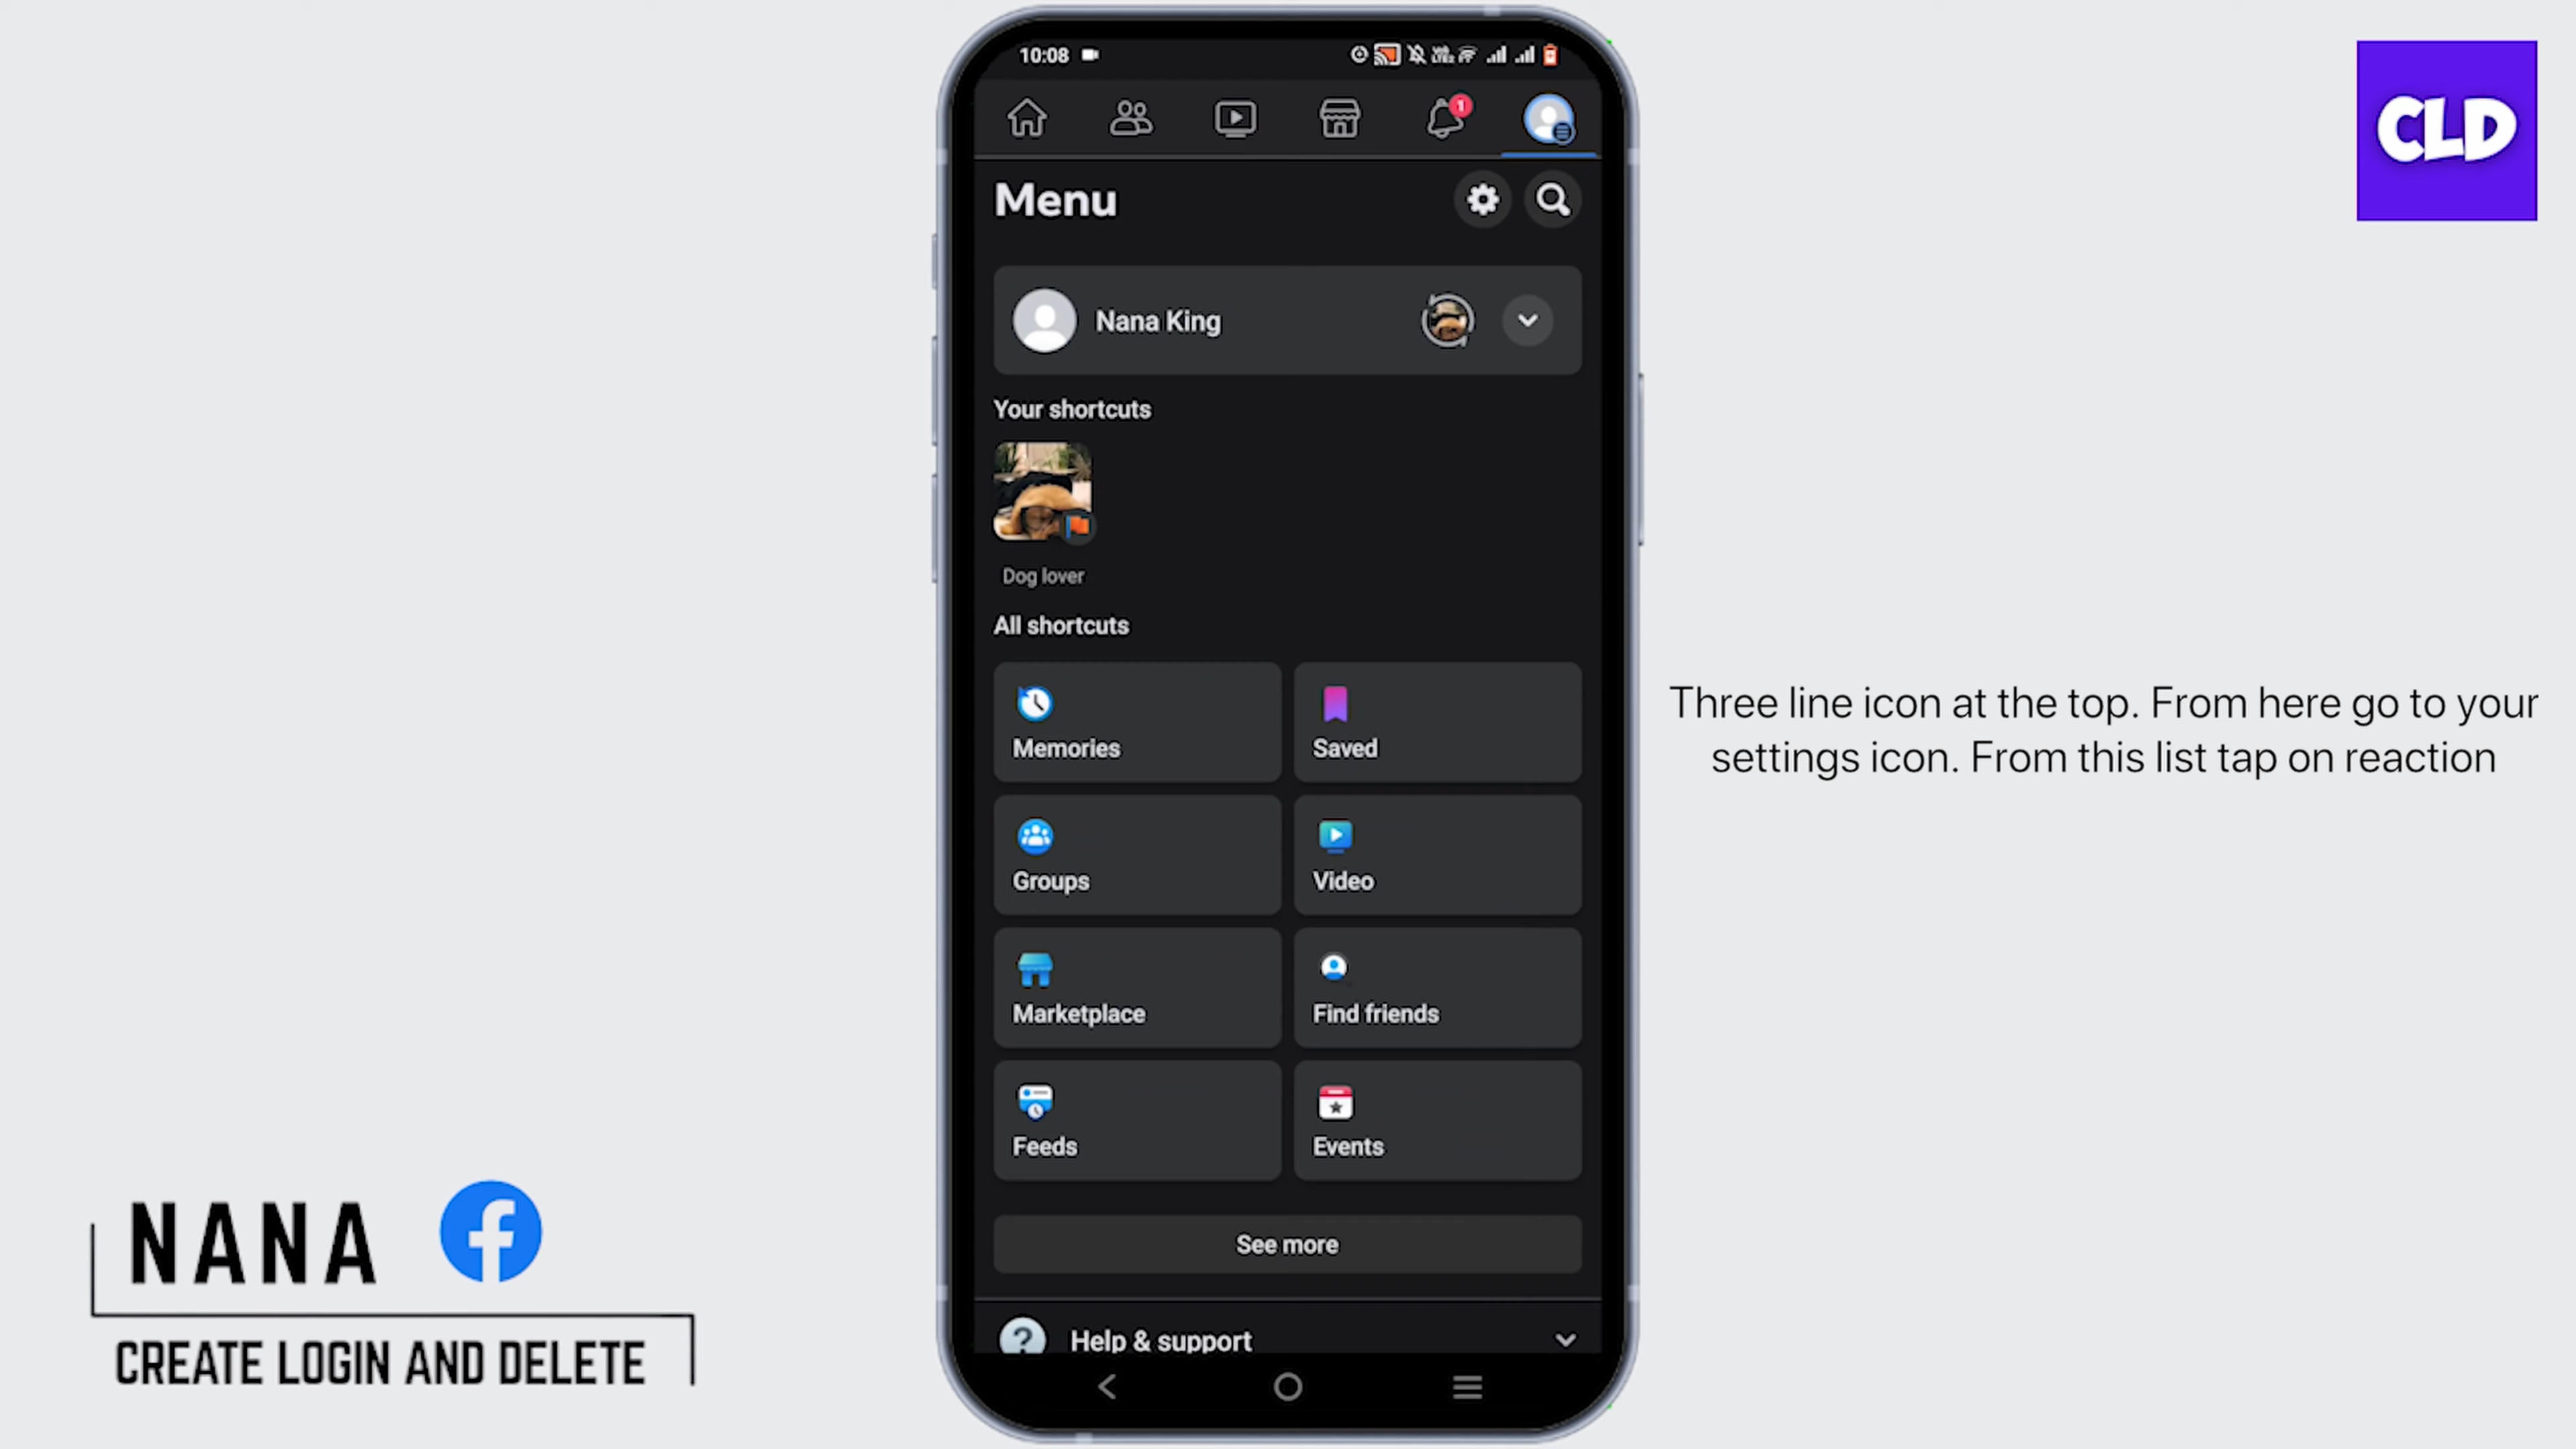 10:08
1
CLD
Menu
Nana King
Your shortcuts
Dog lover
All shortcuts
Memories
Saved
Groups
Video
Marketplace
Find friends
Feeds
Events
See more
Help & support
Three line icon at the top. From here go to your
settings icon. From this list tap on reaction
NANA
CREATE LOGIN AND DELETE